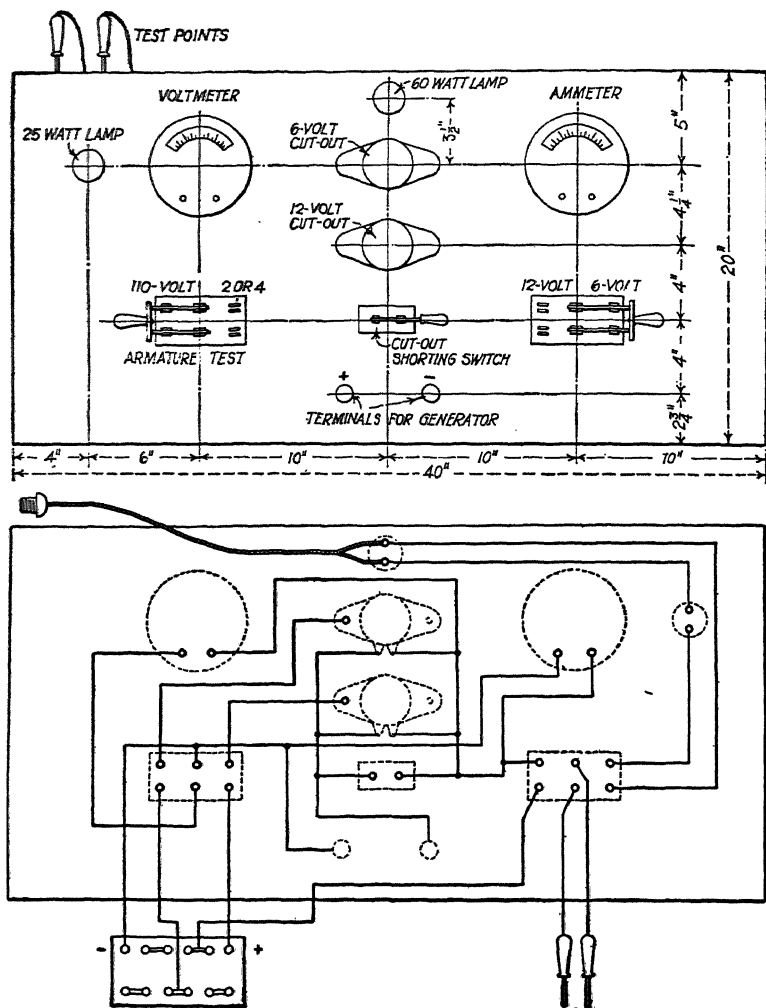 TEST POINTS
60 WATT LAMP
VOLTMETER
AMMETER
25 WATT LAMP
6-VOLT
CUT-OUT
3½"
5"
12-VOLT
CUT-OUT
4¼"
20"
110-VOLT 2 OR 4
12-VOLT 6-VOLT
4"
CUT-OUT
SHORTING SWITCH
ARMATURE TEST
4"
+ -
TERMINALS FOR GENERATOR
2¾"
4" 6" 10" 10" 10"
40"
- +